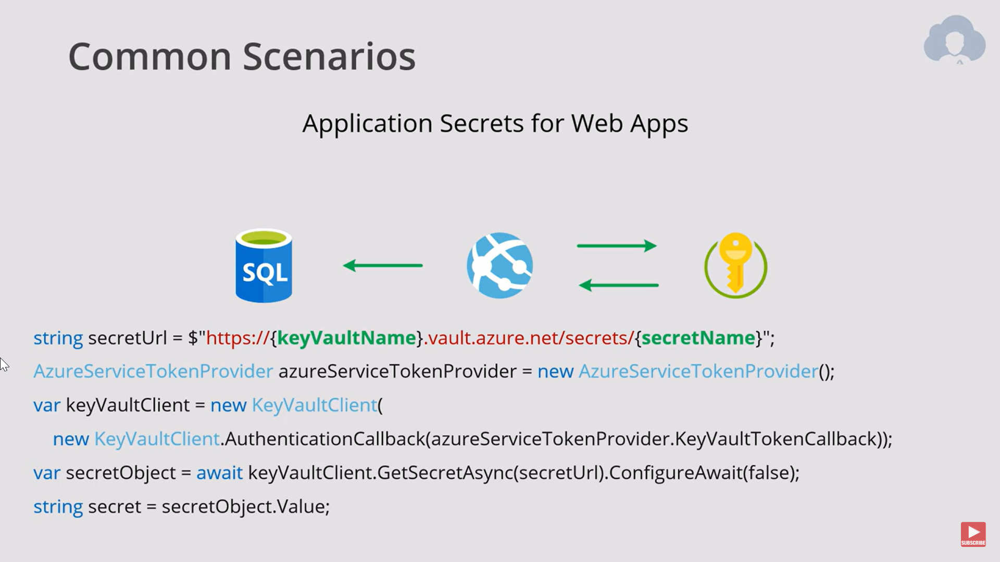 Common Scenarios
Application Secrets for Web Apps
SQL
string secretUrl = $"https://{keyVaultName}.vault.azure.net/secrets/{secretName}";
AzureServiceTokenProvider azureServiceTokenProvider = new AzureServiceTokenProvider();
var keyVaultClient = new KeyVaultClient(
new KeyVaultClient.AuthenticationCallback(azureServiceTokenProvider.KeyVaultTokenCallback));
var secretObject = await keyVaultClient.GetSecretAsync(secretUrl).ConfigureAwait(false);
string secret = secretObject.Value;
SUBSCRIBE